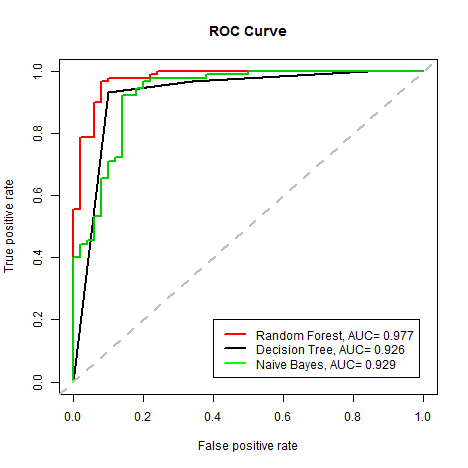 ROC Curve
True positive rate
1.0
0.8
0.6
0.4
0.2
0.0
Random Forest, AUC= 0.977
Decision Tree, AUC= 0.926
Naive Bayes, AUC= 0.929
0.0 0.2 0.4 0.6 0.8 1.0
False positive rate